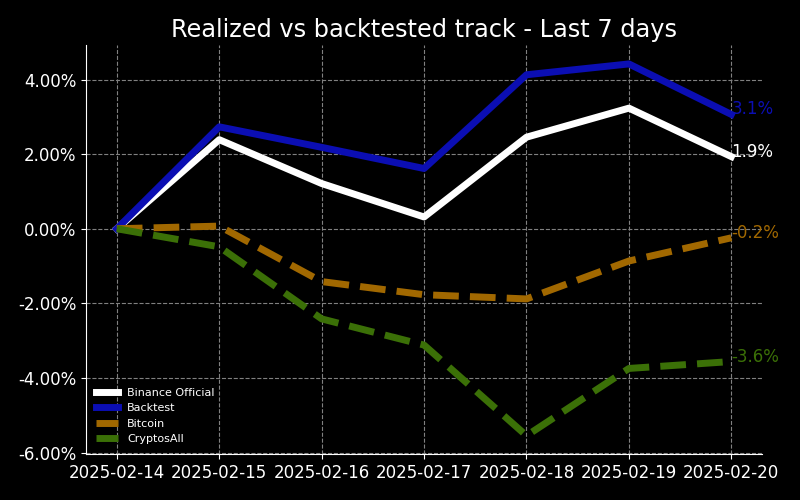 Realized vs backtested track - Last 7 days
4.00%
2.00%
0.00%
-2.00%
-4.00%
-6.00%
3.1%
1.9%
-0.2%
-3.6%
Binance Official
Backtest
Bitcoin
CryptosAll
2025-02-14 2025-02-15 2025-02-16 2025-02-17 2025-02-18 2025-02-19 2025-02-20